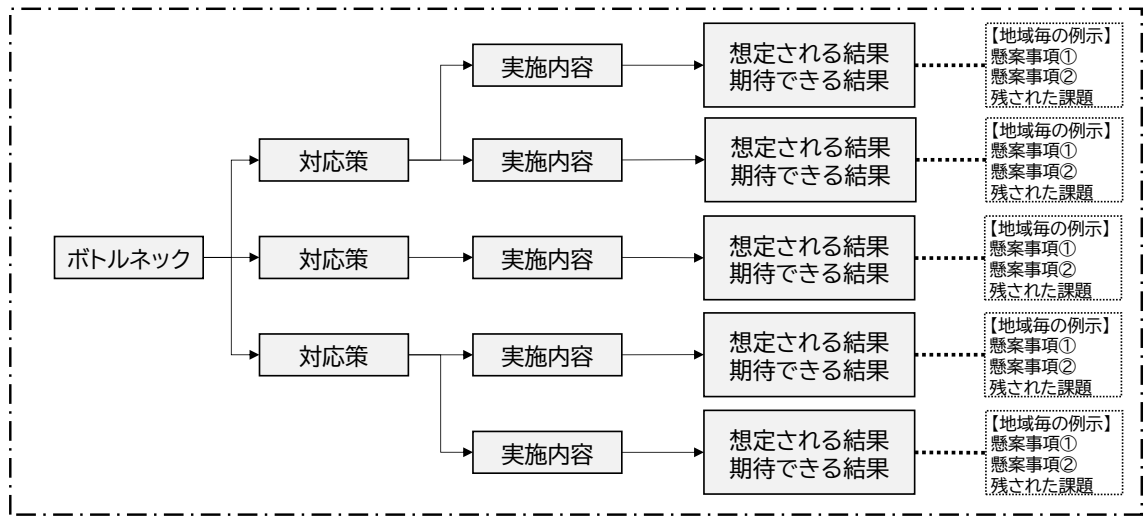 ボトルネック
対応策
対応策
対応策
実施内容
実施内容
実施内容
実施内容
実施内容
想定される結果
期待できる結果
想定される結果
期待できる結果
想定される結果
期待できる結果
想定される結果
期待できる結果
想定される結果
期待できる結果
【地域毎の例示】
懸案事項①
懸案事項②
残された課題
【地域毎の例示】
懸案事項①
懸案事項②
残された課題
【地域毎の例示】
懸案事項①
懸案事項②
残された課題
【地域毎の例示】
懸案事項①
懸案事項②
残された課題
【地域毎の例示】
懸案事項①
懸案事項②
残された課題